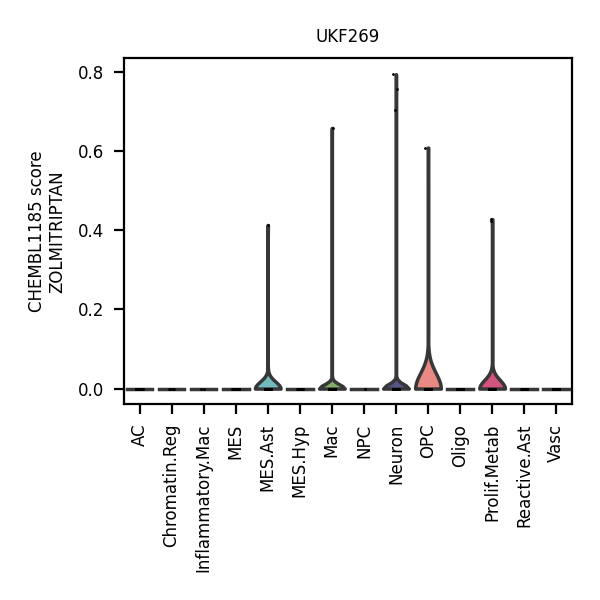 UKF269
CHEMBL1185 score
ZOLMITRIPTAN
0.8
0.6
0.4
0.2
0.0
AC
Chromatin.Reg
Inflammatory.Mac
MES
MES.Ast
MES.Hyp
Mac
NPC
Neuron
OPC
Oligo
Prolif.Metab
Reactive.Ast
Vasc